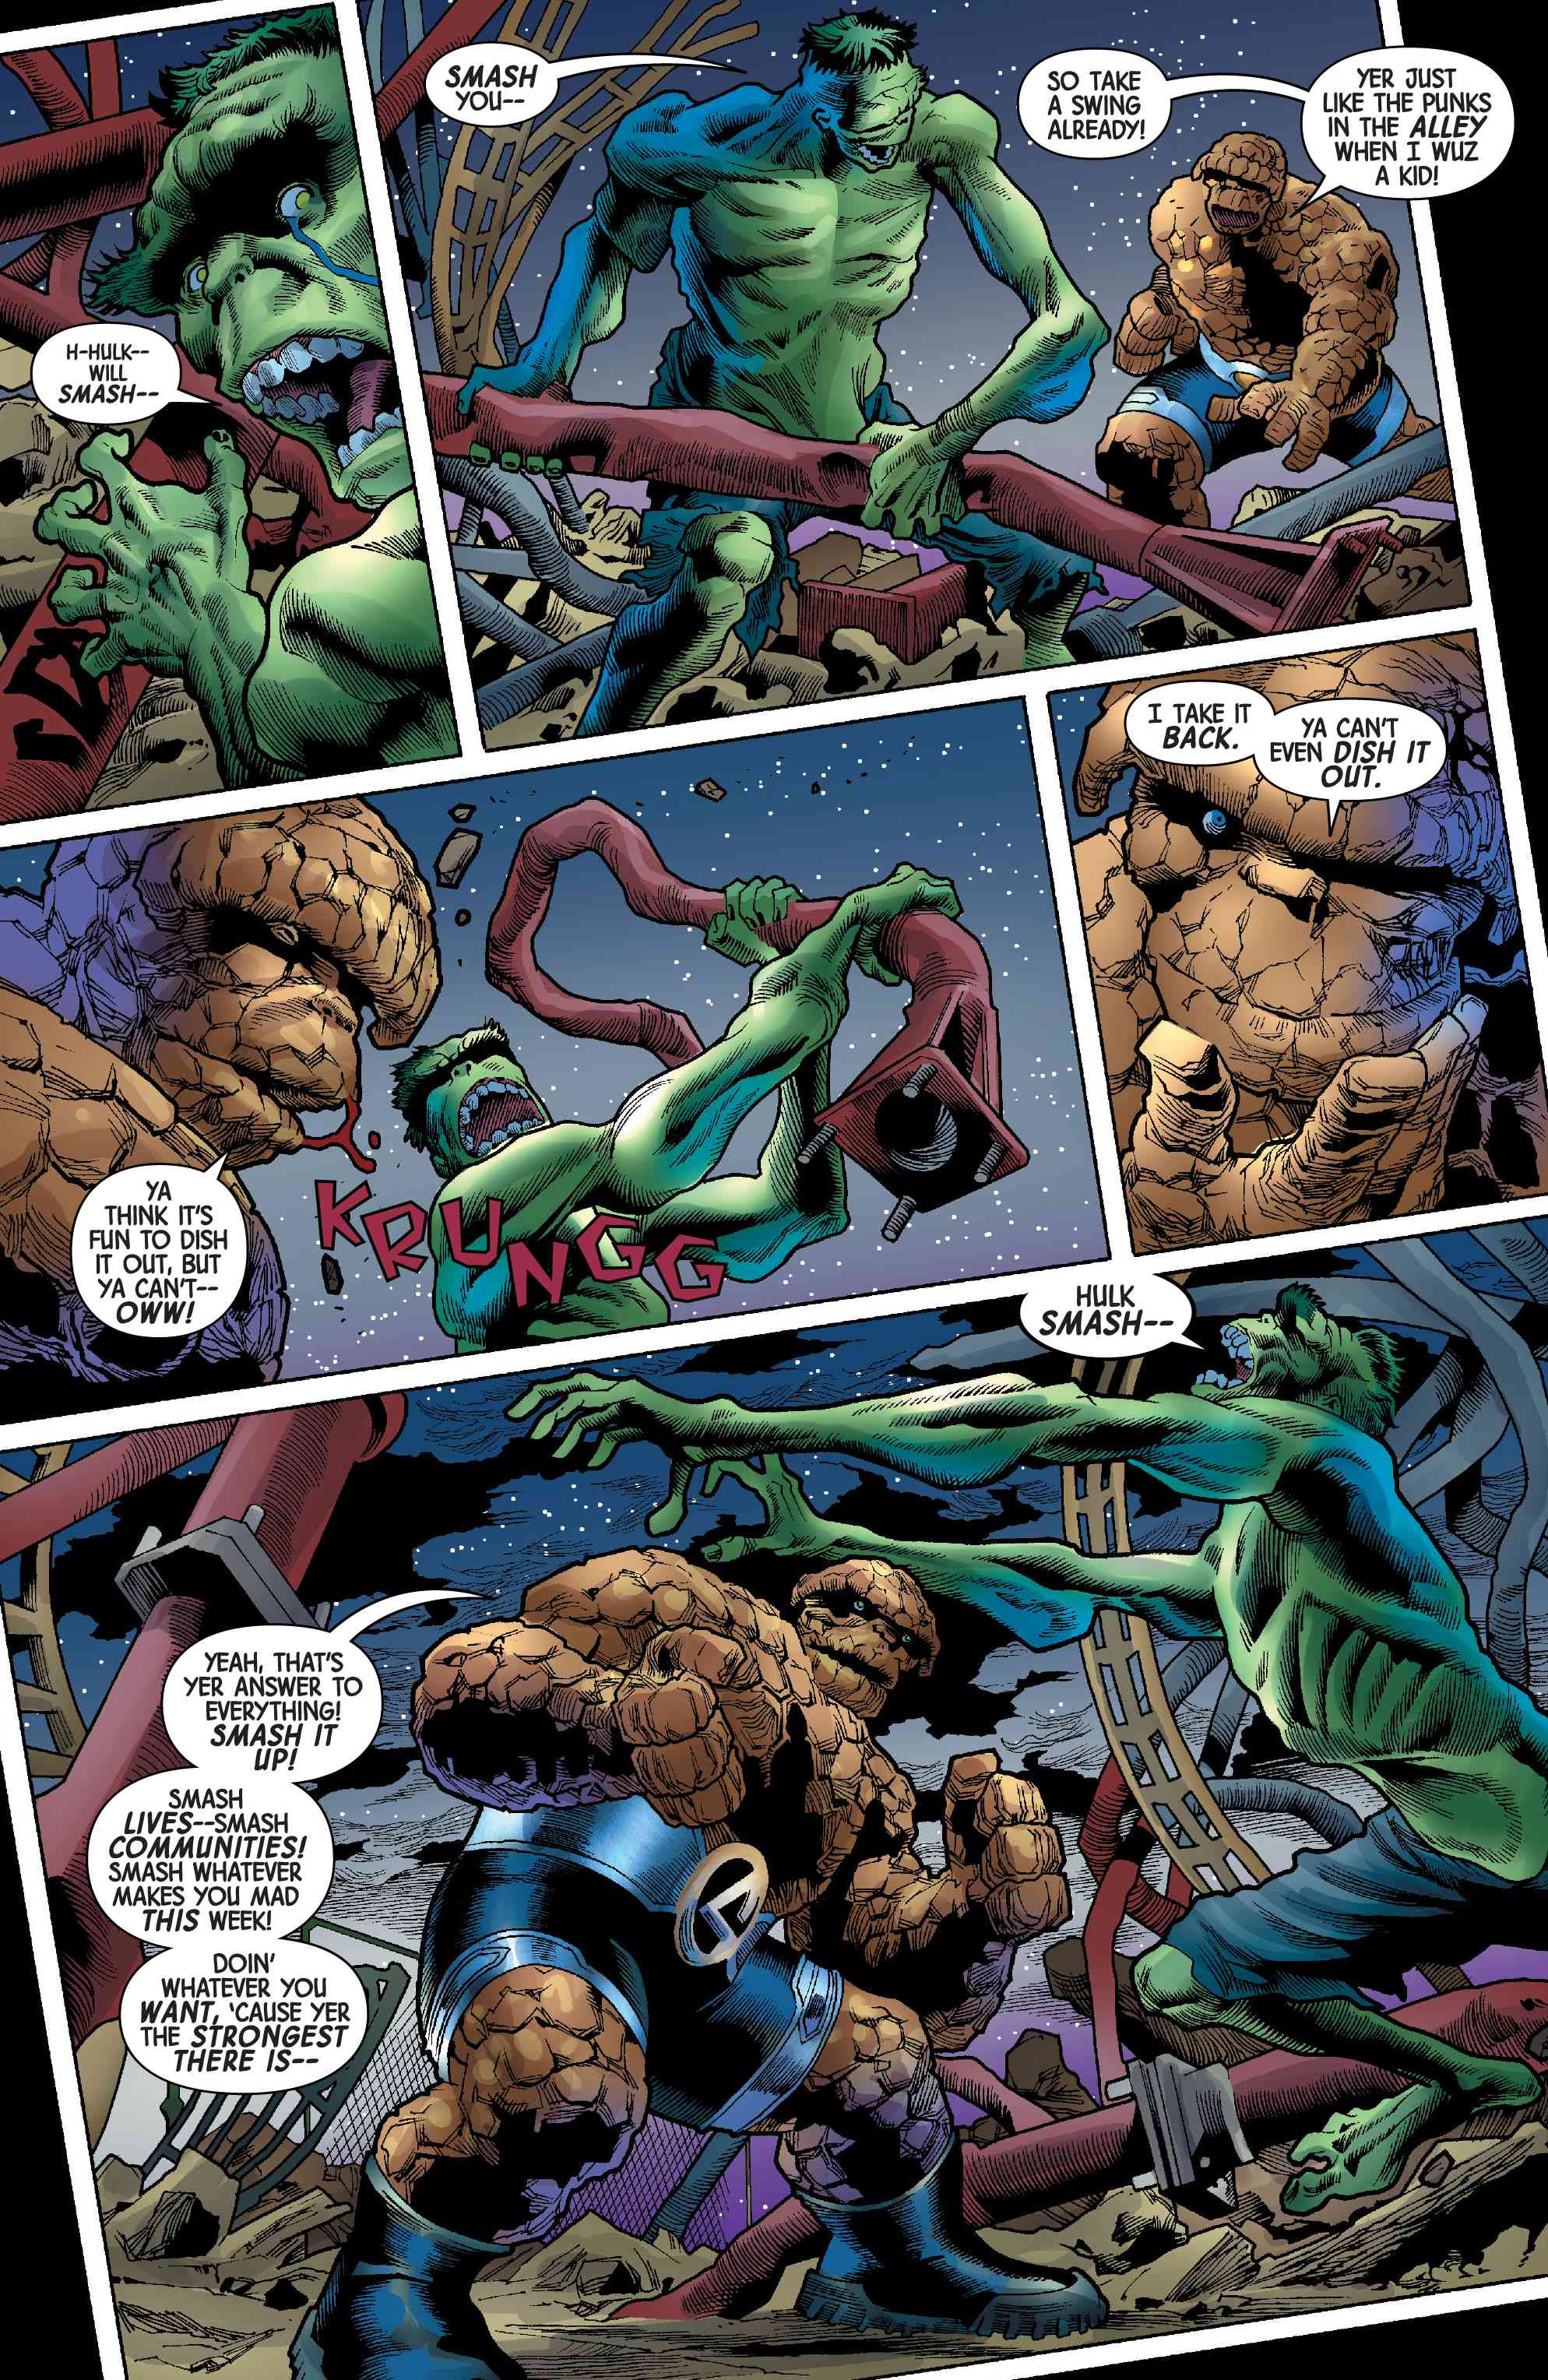 H-HULK--
WILL
SMASH--
SMASH
YOU--
SO TAKE
A SWING
ALREADY!
YER JUST
LIKE THE PUNKS
IN THE ALLEY
WHEN I WUZ
A KID!
YA
THINK IT'S
FUN TO DISH
IT OUT, BUT
YA CAN'T--
OWW!
KRUNGG
I TAKE IT
BACK.
YA CAN'T
EVEN DISH IT
OUT.
HULK
SMASH--
YEAH, THAT'S
YER ANSWER TO
EVERYTHING!
SMASH IT
UP!
SMASH
LIVES--SMASH
COMMUNITIES!
SMASH WHATEVER
MAKES YOU MAD
THIS WEEK!
DOIN'
WHATEVER YOU
WANT, 'CAUSE YER
THE STRONGEST
THERE IS--
4